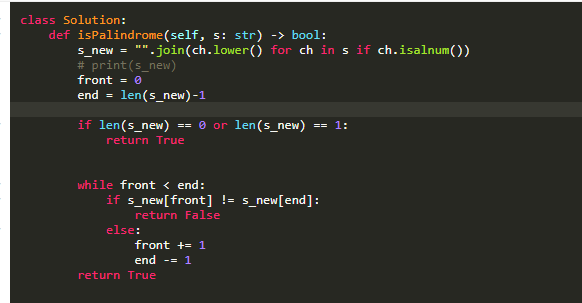 class Solution:
    def isPalindrome(self, s: str) -> bool:
        s_new = "".join(ch.lower() for ch in s if ch.isalnum())
        # print(s_new)
        front = 0
        end = len(s_new)-1
        if len(s_new) == 0 or len(s_new) == 1:
            return True
        while front < end:
            if s_new[front] != s_new[end]:
                return False
            else:
                front += 1
                end -= 1
        return True